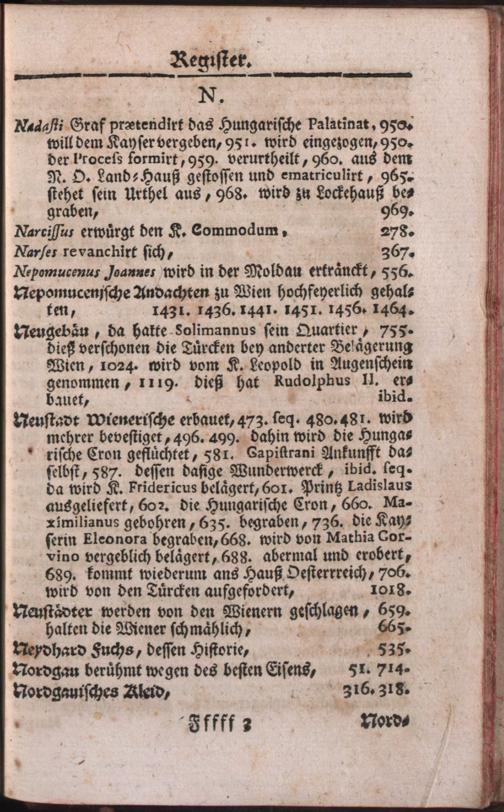 Register.
N.
Nadasti Graf prætendirt das Hungarische Palatinat, 950.
will dem Kayser vergeben, 951. wird eingezogen, 950.
der Process formirt, 959. verurtheilt, 960. aus dem
N. O. Land-Hauß gestossen und ematriculirt, 965.
stehet sein Urthel aus, 968. wird zu Lockehauß be-
graben, 969.
Narcissus erwürgt den K. Commodum, 278.
Narses revanchirt sich, 367.
Nepomucenus Joannes wird in der Moldau ertränckt, 556.
Nepomucenische Andachten zu Wien hochfeyerlich gehal-
ten, 1431. 1436. 1441. 1451. 1456. 1464.
Neugebäu, da hatte Solimannus sein Quartier, 755.
dieß verschonen die Türcken bey anderter Belägerung
Wien, 1024. wird vom K. Leopold in Augenschein
genommen, 1119. dieß hat Rudolphus II. er-
bauet, ibid.
Neustadt Wienerische erbauet, 473. seq. 480. 481. wird
mehrer bevestiget, 496. 499. dahin wird die Hunga-
rische Cron geflüchtet, 581. Capistrani Ankunfft da-
selbst, 587. dessen dasige Wunderwerck, ibid. seq.
da wird K. Fridericus belägert, 601. Printz Ladislaus
ausgeliefert, 602. die Hungarische Cron, 660. Ma-
ximilianus gebohren, 635. begraben, 736. die Kay-
serin Eleonora begraben, 668. wird von Mathia Cor-
vino vergeblich belägert, 688. abermal und erobert,
689. kommt wiederum ans Hauß Oesterrreich, 706.
wird von den Türcken aufgefordert, 1018.
Neustädter werden von den Wienern geschlagen, 659.
halten die Wiener schmählich, 665.
Neydhard Fuchs, dessen Historie, 535.
Nordgau berühmt wegen des besten Eisens, 51. 714.
Nordgauisches Kleid, 316. 318.
Fffff 3 Nord-